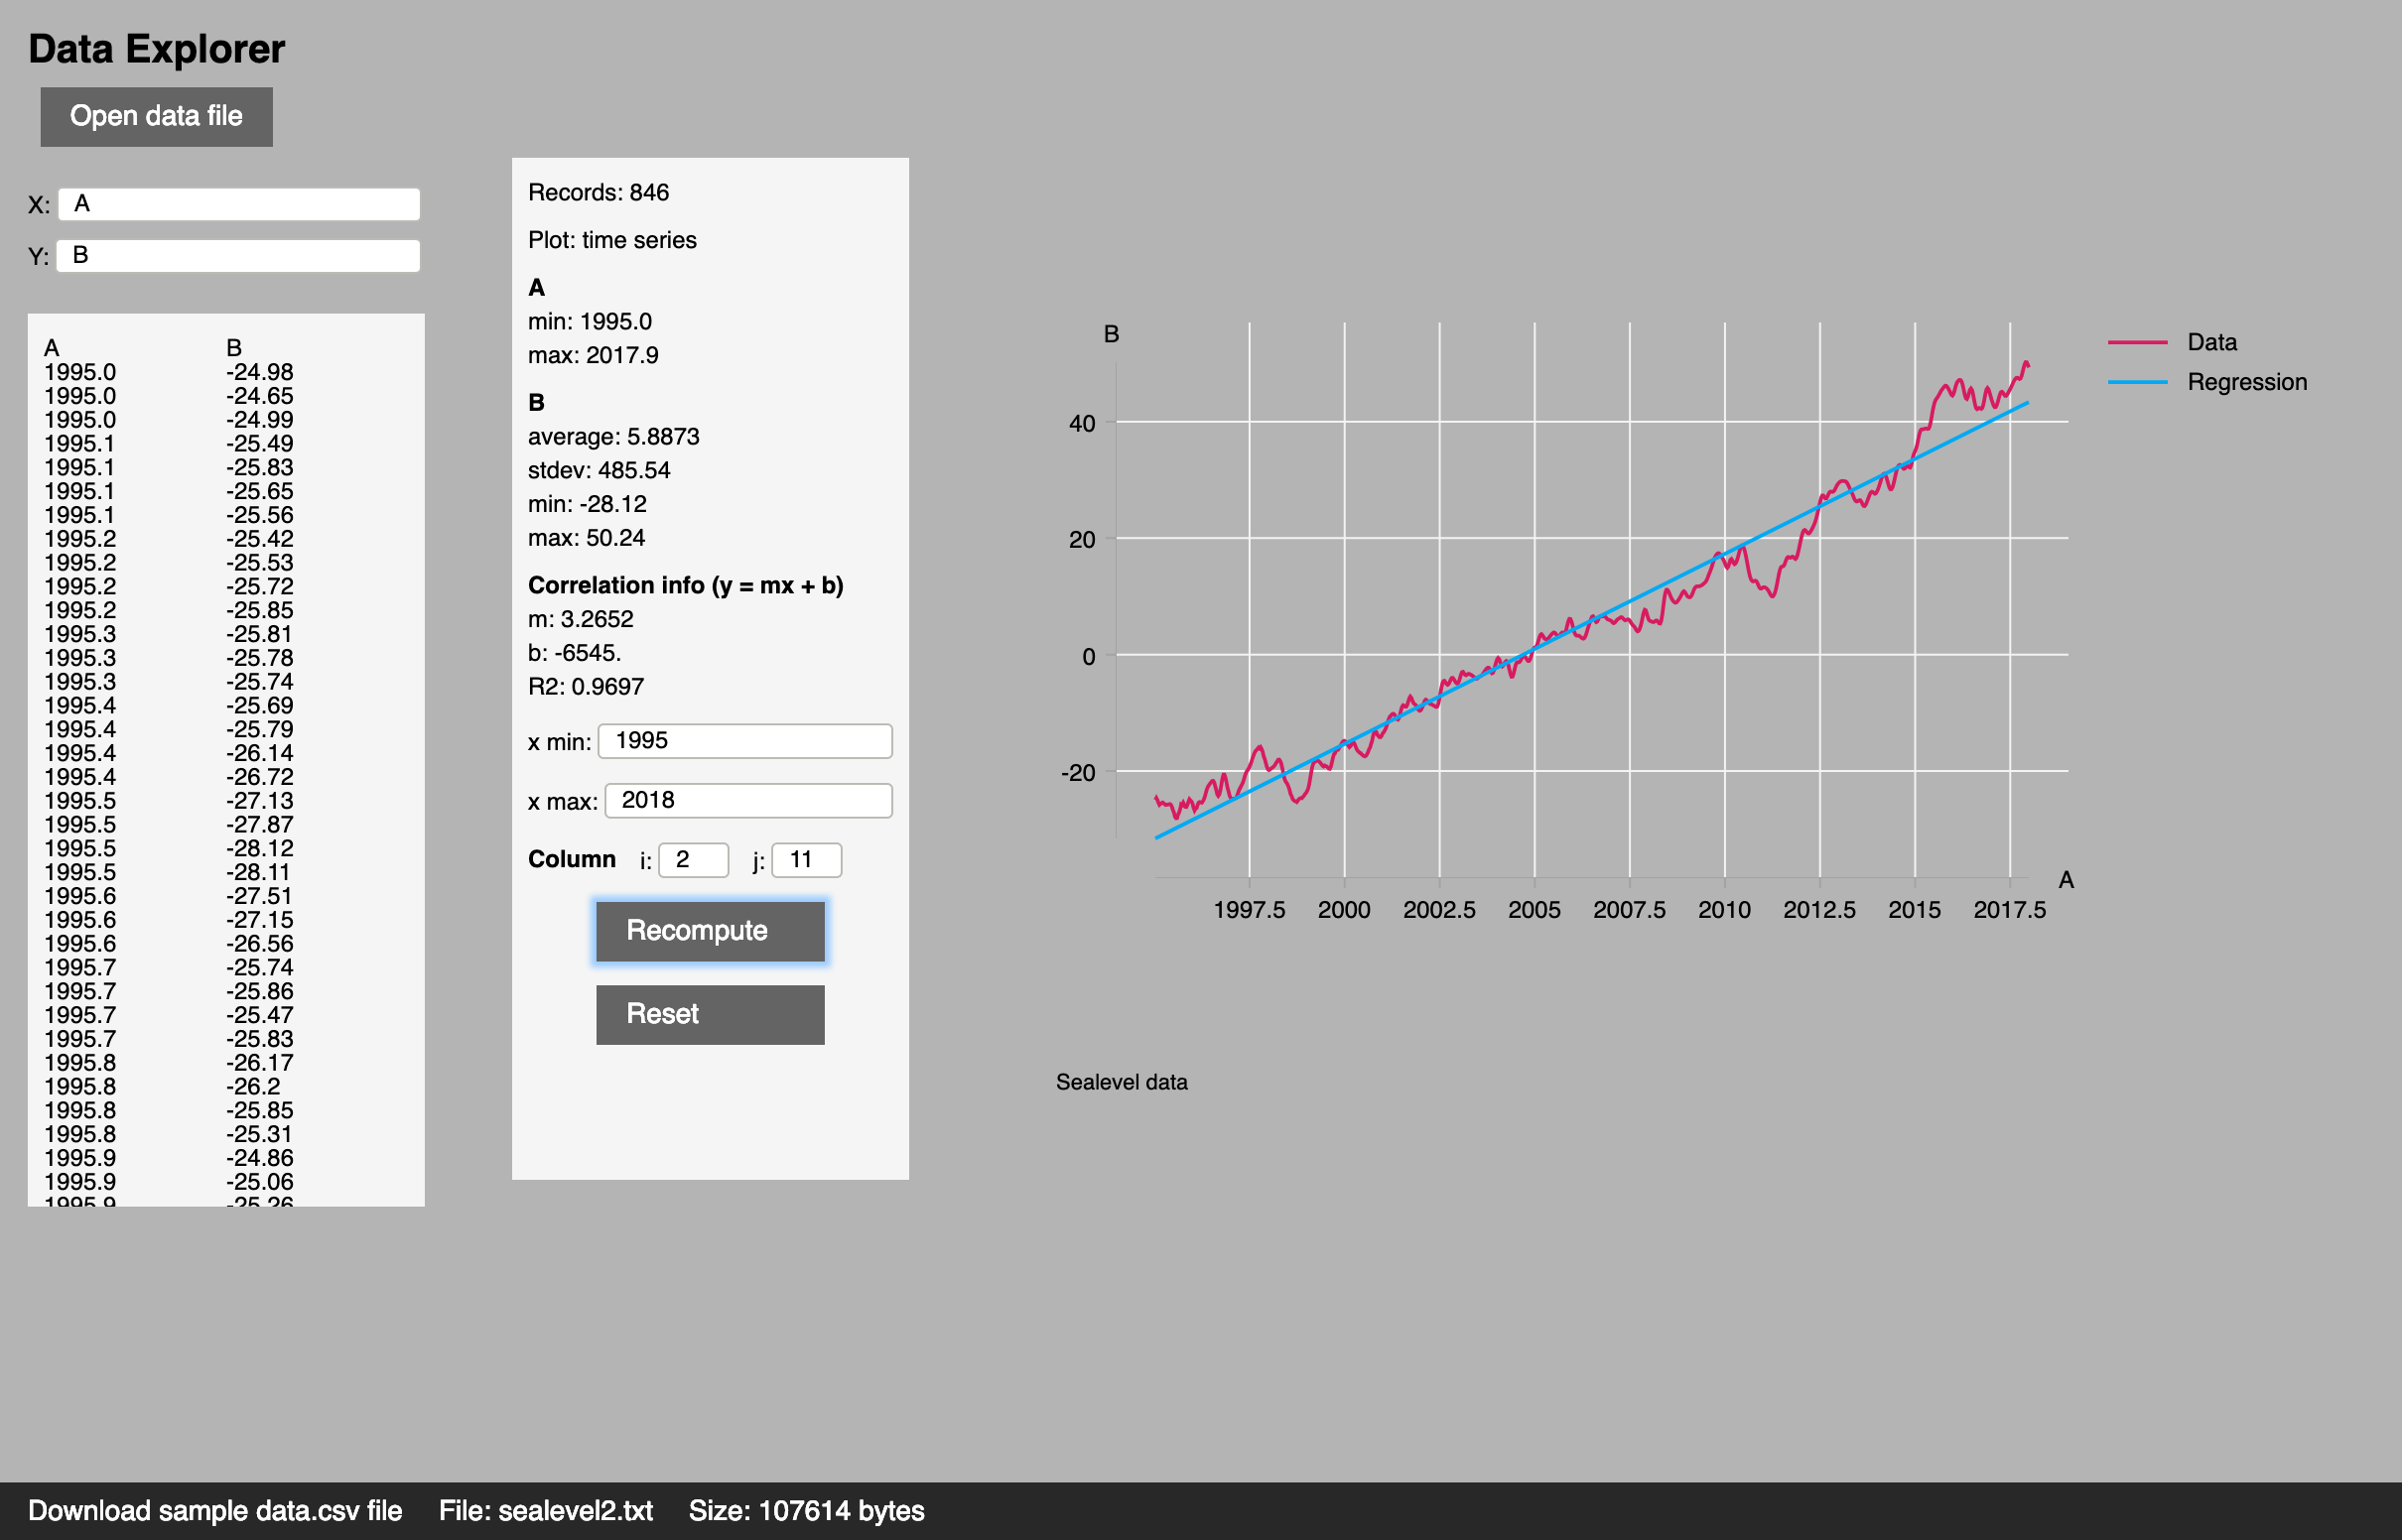 Data Explorer
Open data file
X: A
Y: B
A B
1995.0 -24.98
1995.0 -24.65
1995.0 -24.99
1995.1 -25.49
1995.1 -25.83
1995.1 -25.65
1995.1 -25.56
1995.2 -25.42
1995.2 -25.53
1995.2 -25.72
1995.2 -25.85
1995.3 -25.81
1995.3 -25.78
1995.3 -25.74
1995.4 -25.69
1995.4 -25.79
1995.4 -26.14
1995.4 -26.72
1995.5 -27.13
1995.5 -27.87
1995.5 -28.12
1995.5 -28.11
1995.6 -27.51
1995.6 -27.15
1995.6 -26.56
1995.7 -25.74
1995.7 -25.86
1995.7 -25.47
1995.7 -25.83
1995.8 -26.17
1995.8 -26.2
1995.8 -25.85
1995.8 -25.31
1995.9 -24.86
1995.9 -25.06
1995.9 -25.26
Records: 846
Plot: time series
A
min: 1995.0
max: 2017.9
B
average: 5.8873
stdev: 485.54
min: -28.12
max: 50.24
Correlation info (y = mx + b)
m: 3.2652
b: -6545.
R2: 0.9697
x min: 1995
x max: 2018
Column i: 2 j: 11
Recompute
Reset
B
40
20
0
-20
1997.5 2000 2002.5 2005 2007.5 2010 2012.5 2015 2017.5
A
Data
Regression
Sealevel data
Download sample data.csv file File: sealevel2.txt Size: 107614 bytes